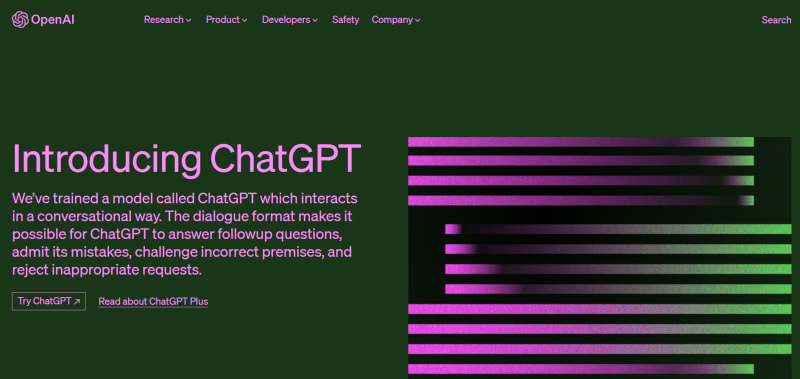 OpenAI
Research
Product
Developers
Safety
Company
Search
Introducing ChatGPT
We've trained a model called ChatGPT which interacts
in a conversational way. The dialogue format makes it
possible for ChatGPT to answer followup questions,
admit its mistakes, challenge incorrect premises, and
reject inappropriate requests.
Try ChatGPT ↗
Read about ChatGPT Plus